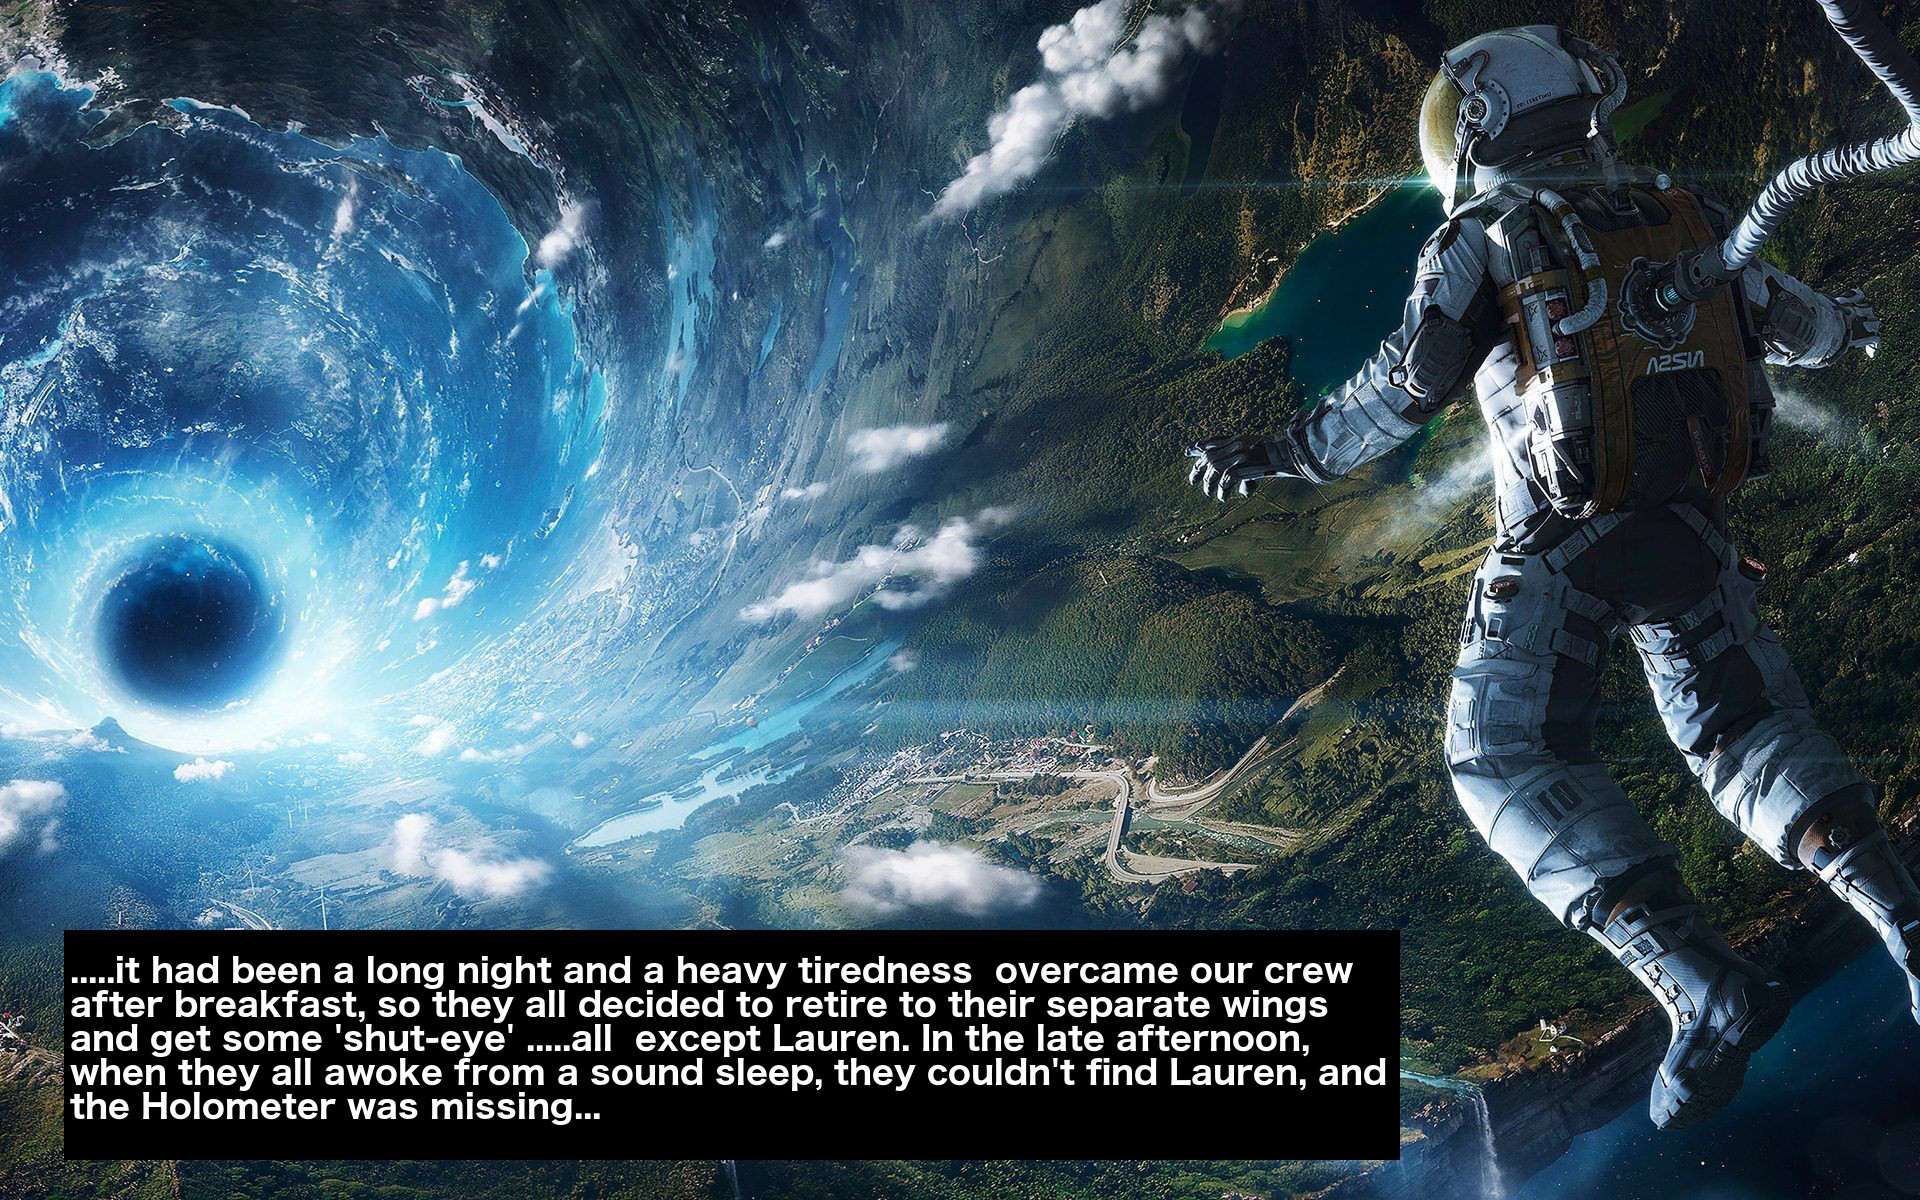 .....it had been a long night and a heavy tiredness  overcame our crew
after breakfast, so they all decided to retire to their separate wings
and get some 'shut-eye' .....all  except Lauren. In the late afternoon,
when they all awoke from a sound sleep, they couldn't find Lauren, and
the Holometer was missing...
10